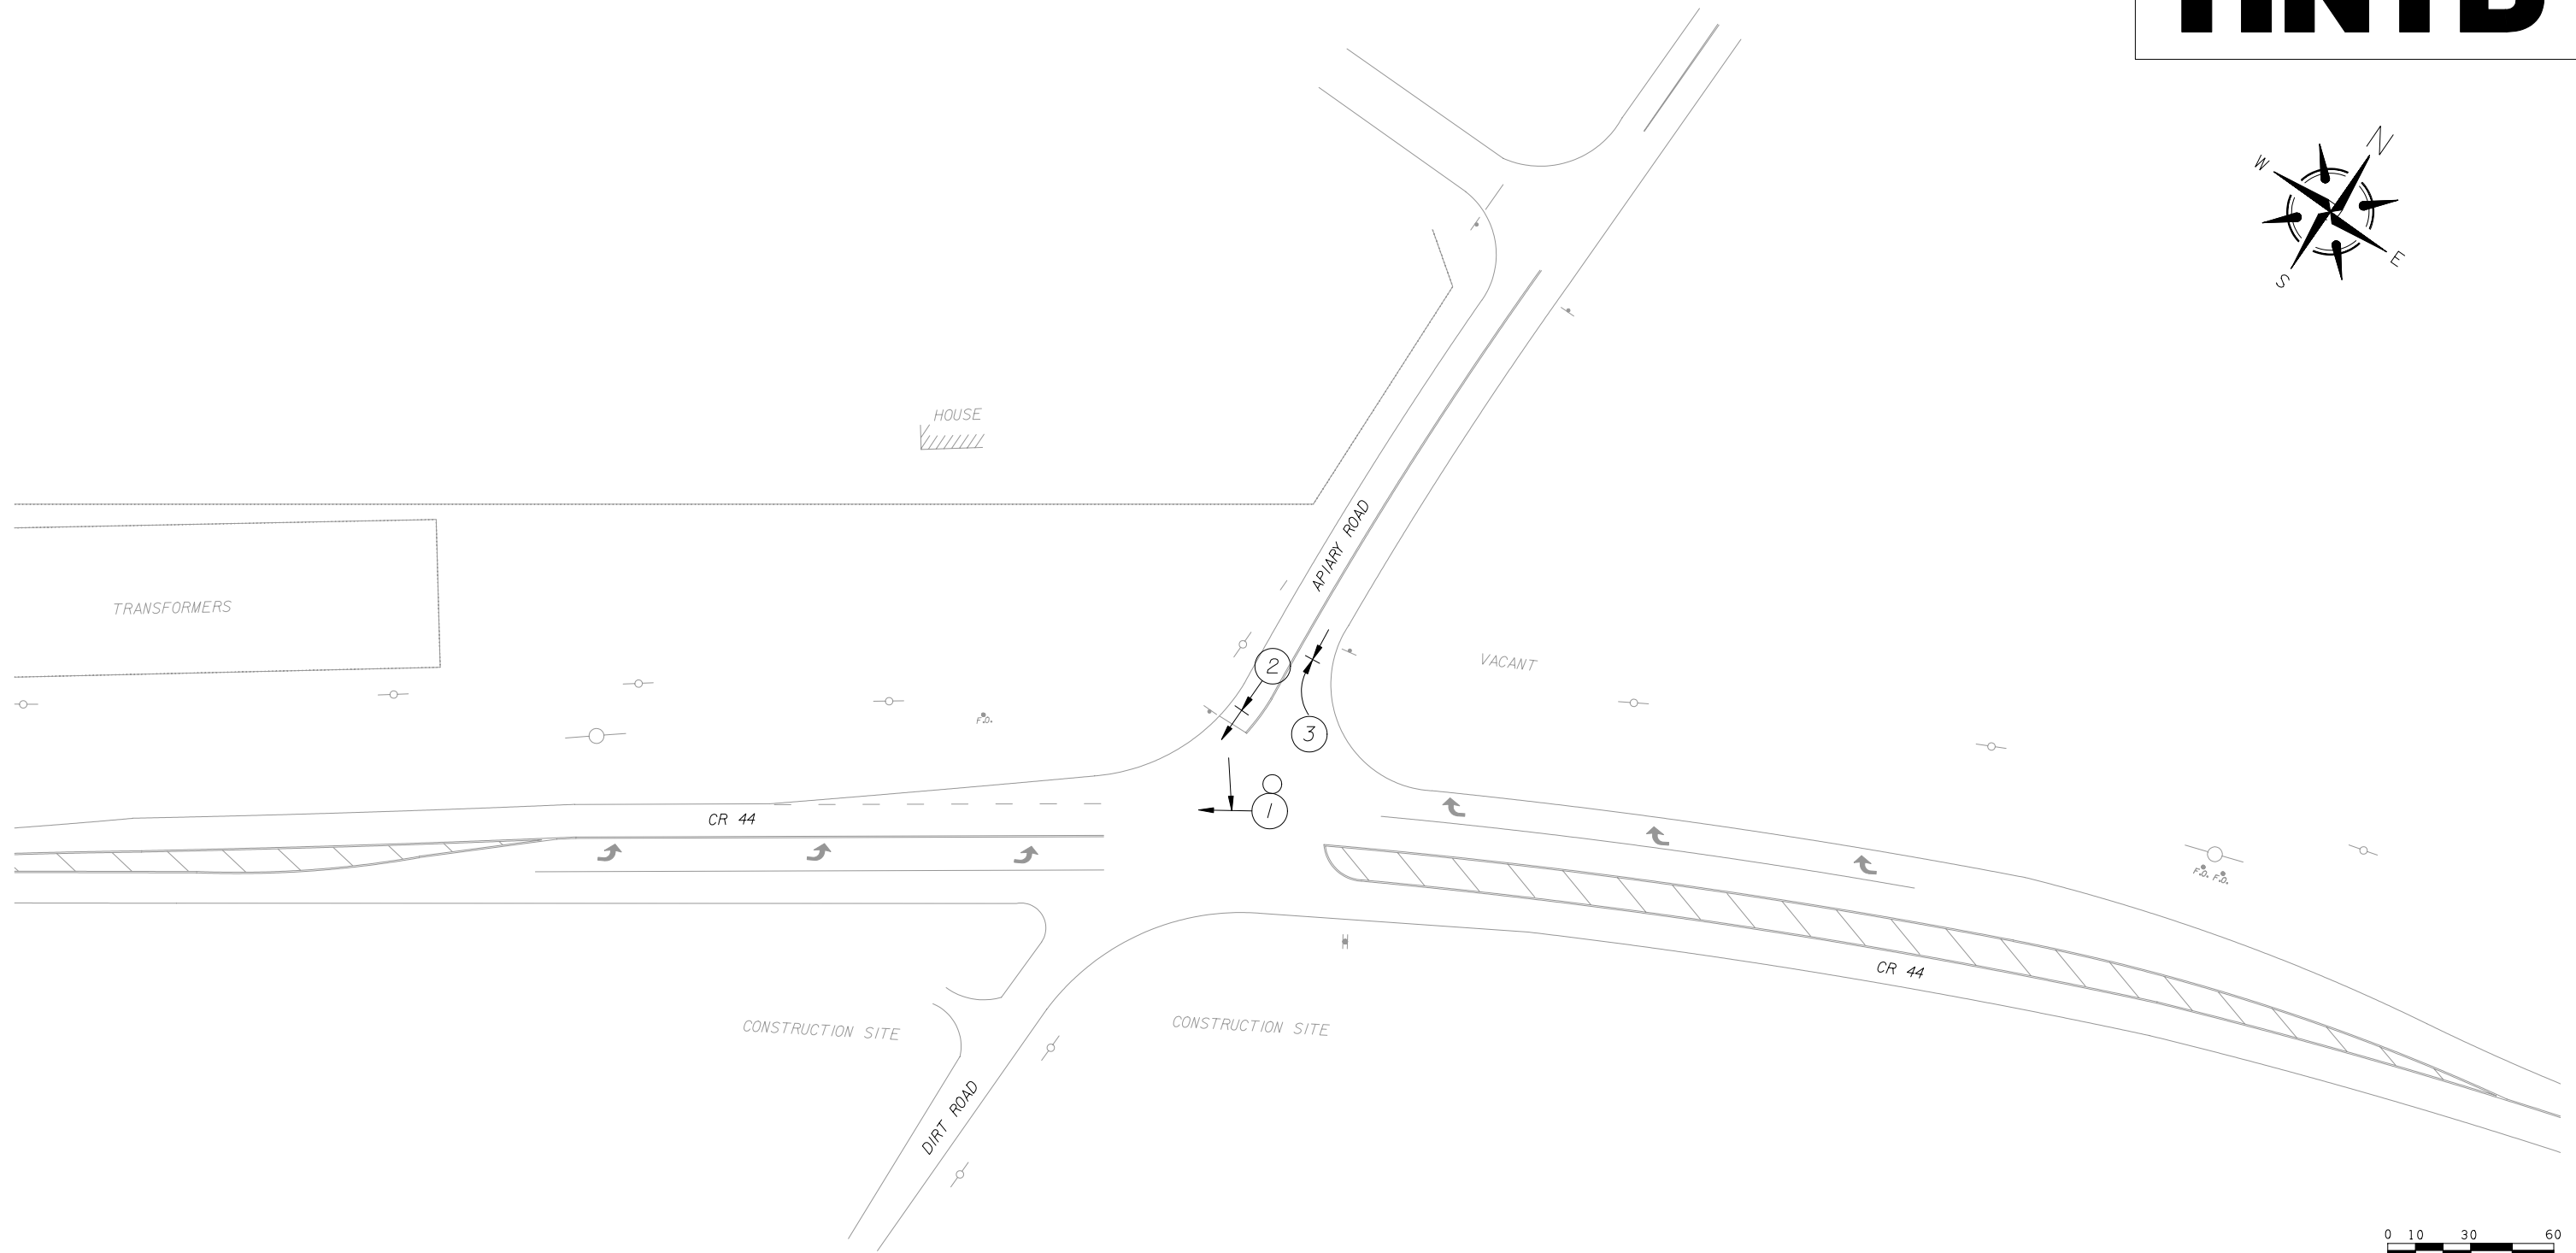 N
W
E
S
HOUSE
APIARY ROAD
TRANSFORMERS
VACANT
2
3
F.O.
1
CR 44
F.O. F.O.
CR 44
CONSTRUCTION SITE
CONSTRUCTION SITE
DIRT ROAD
0 10 30 60